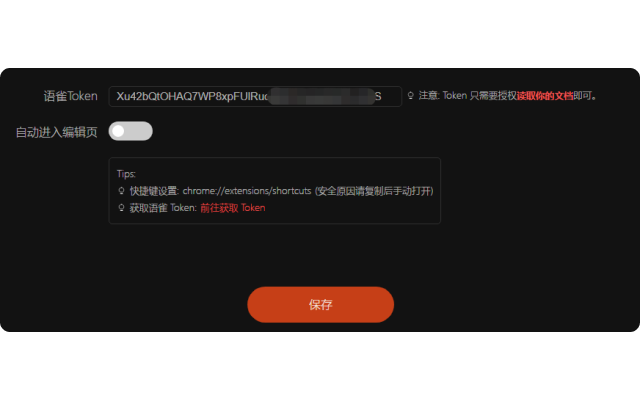 语雀Token Xu42bQtOHAQ7WP8xpFUlRu S 注意: Token 只需要授权读取你的文档即可。
自动进入编辑页
Tips:
快捷键设置: chrome://extensions/shortcuts (安全原因请复制后手动打开)
获取语雀 Token: 前往获取 Token
保存